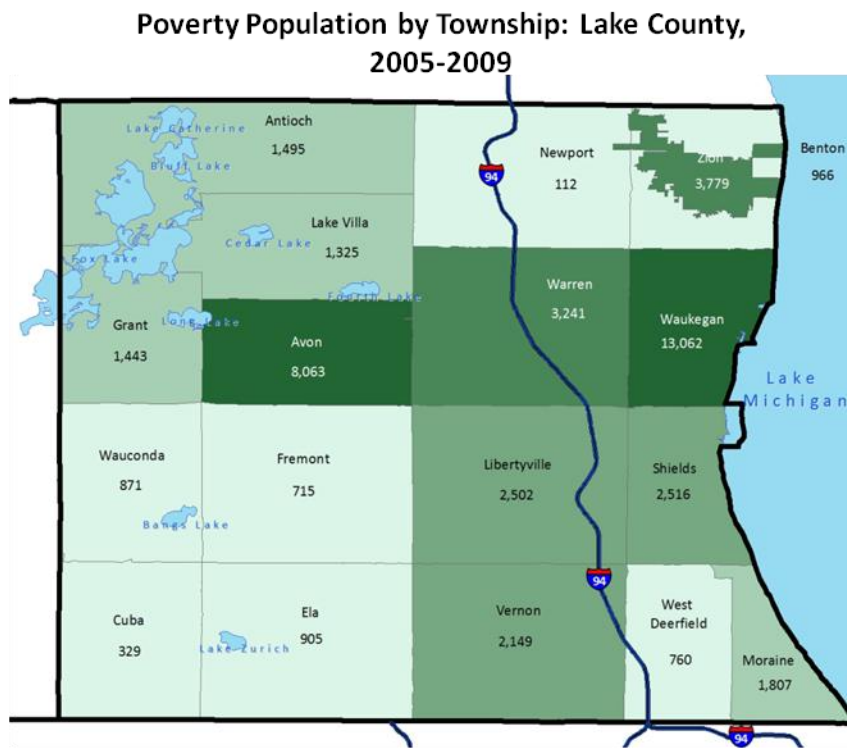 Poverty Population by Township: Lake County,
2005-2009
Antioch
1,495
Lake Catherine
Bluff Lake
Newport
112
94
Zion
3,779
Benton
966
Lake Villa
1,325
Cedar Lake
Fox Lake
Fourth Lake
Grant
1,443
Long Lake
Avon
8,063
Warren
3,241
Waukegan
13,062
Lake
Michigan
Wauconda
871
Bangs Lake
Fremont
715
Libertyville
2,502
Shields
2,516
94
Cuba
329
Ela
905
Lake Zurich
Vernon
2,149
West
Deerfield
760
Moraine
1,807
94